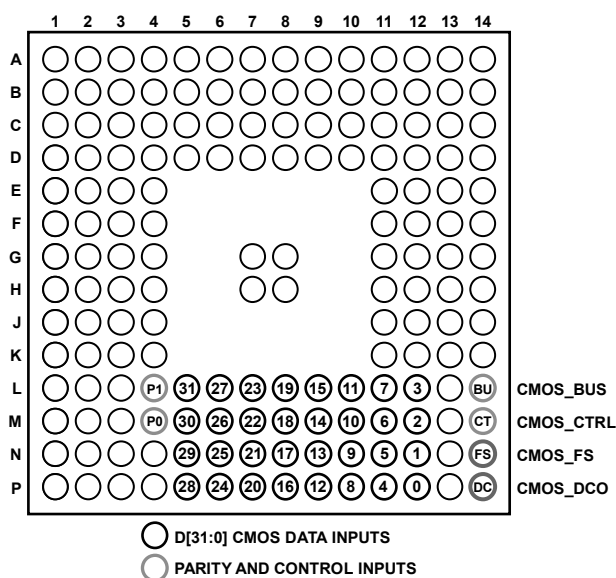 1 2 3 4 5 6 7 8 9 10 11 12 13 14
A
B
C
D
E
F
G
H
J
K
L P1 31 27 23 19 15 11 7 3 BU CMOS_BUS
M P0 30 26 22 18 14 10 6 2 CT CMOS_CTRL
N 29 25 21 17 13 9 5 1 FS CMOS_FS
P 28 24 20 16 12 8 4 0 DC CMOS_DCO
D[31:0] CMOS DATA INPUTS
PARITY AND CONTROL INPUTS